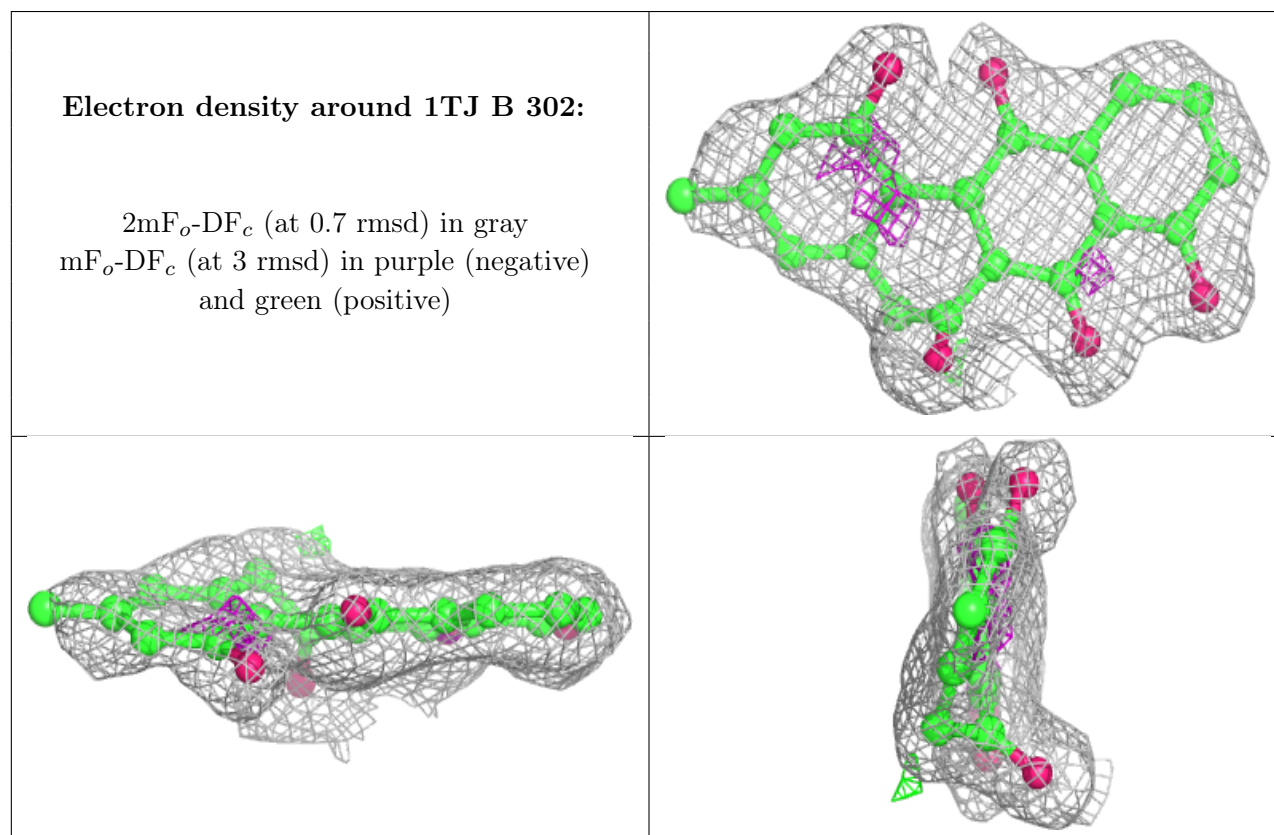 Electron density around 1TJ B 302:
2mFo-DFc (at 0.7 rmsd) in gray
mFo-DFc (at 3 rmsd) in purple (negative)
and green (positive)